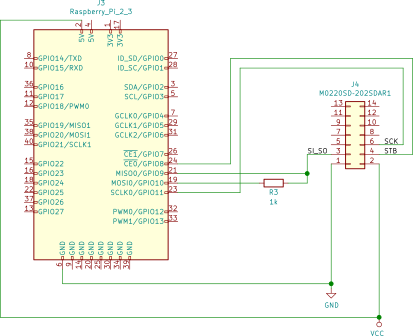 J3
Raspberry_Pi_2_3
2 4 1 17
5V 5V 3V3 3V3
8 GPIO14/TXD ID_SD/GPIO0 27
10 GPIO15/RXD ID_SC/GPIO1 28
36 GPIO16 SDA/GPIO2 3
11 GPIO17 SCL/GPIO3 5
12 GPIO18/PWM0
GCLK0/GPIO4 7
35 GPIO19/MISO1 GCLK1/GPIO5 29
38 GPIO20/MOSI1 GCLK2/GPIO6 31
40 GPIO21/SCLK1
CE1/GPIO7 26
15 GPIO22 CE0/GPIO8 24
16 GPIO23 MISO0/GPIO9 21
18 GPIO24 MOSI0/GPIO10 19
22 GPIO25 SCLK0/GPIO11 23
37 GPIO26
13 GPIO27 PWM0/GPIO12 32
PWM1/GPIO13 33
GND GND GND GND GND GND GND GND
6 9 14 20 25 30 34 39
J4
M0220SD-202SDAR1
13 14
11 12
9 10
7 8
5 6 SCK
SI_SO 3 4 STB
1 2
R3
1k
GND
VCC